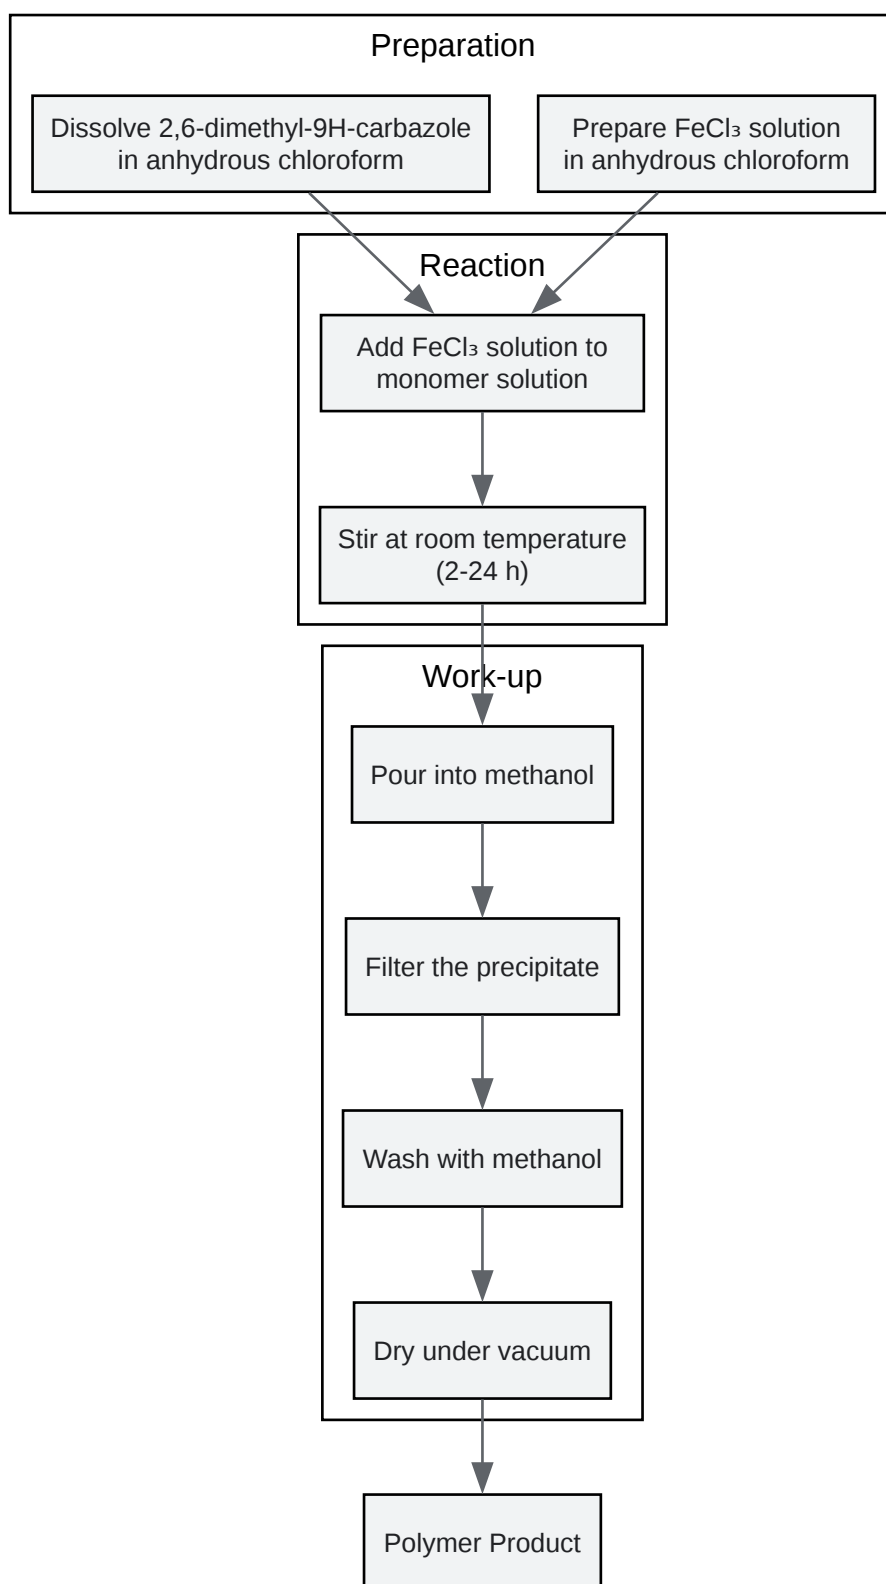 Preparation
Dissolve 2,6-dimethyl-9H-carbazole
in anhydrous chloroform
Prepare FeCl₃ solution
in anhydrous chloroform
Reaction
Add FeCl₃ solution to
monomer solution
Stir at room temperature
(2-24 h)
Work-up
Pour into methanol
Filter the precipitate
Wash with methanol
Dry under vacuum
Polymer Product